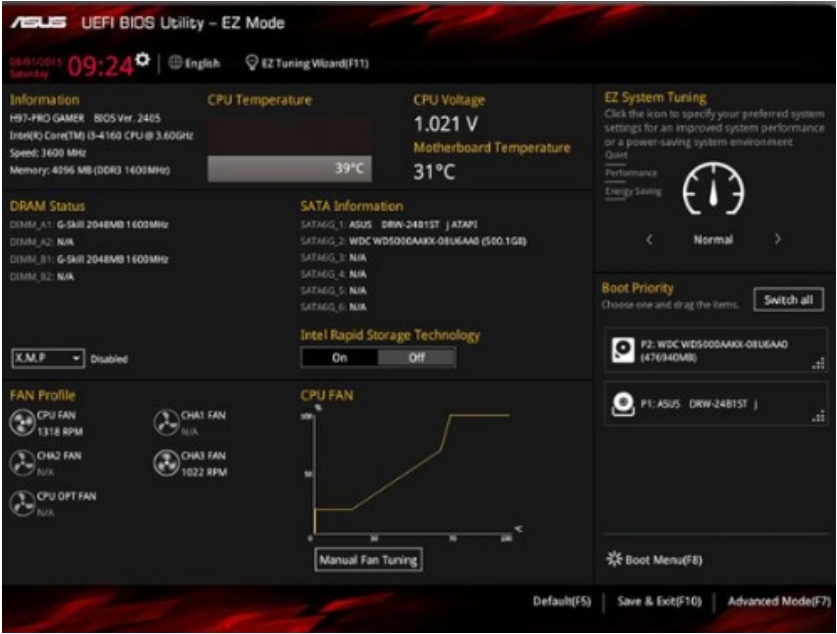 ASUS UEFI BIOS Utility – EZ Mode
08/01/2015
Saturday
09:24
English
EZ Tuning Wizard(F11)
Information
H97-PRO GAMER BIOS Ver. 2405
Intel(R) Core(TM) i3-4160 CPU @ 3.60GHz
Speed: 3600 MHz
Memory: 4096 MB (DDR3 1600MHz)
CPU Temperature
39°C
CPU Voltage
1.021 V
Motherboard Temperature
31°C
EZ System Tuning
Click the icon to specify your preferred system
settings for an improved system performance
or a power-saving system environment
Quiet
Performance
Energy Saving
Normal
DRAM Status
DIMM_A1: G-Skill 2048MB 1600MHz
DIMM_A2: N/A
DIMM_B1: G-Skill 2048MB 1600MHz
DIMM_B2: N/A
X.M.P Disabled
SATA Information
SATA6G_1: ASUS DRW-24B1ST j ATAPI
SATA6G_2: WDC WD5000AAKX-08U6AA0 (500.1GB)
SATA6G_3: N/A
SATA6G_4: N/A
SATA6G_5: N/A
SATA6G_6: N/A
Intel Rapid Storage Technology
On Off
Boot Priority
Choose one and drag the items.
Switch all
P2: WDC WD5000AAKX-08U6AA0
(476940MB)
P1: ASUS DRW-24B1ST j
FAN Profile
CPU FAN
1318 RPM
CHA1 FAN
N/A
CHA2 FAN
N/A
CHA3 FAN
1022 RPM
CPU OPT FAN
N/A
CPU FAN
%
100
50
0 30 70 100
°C
Manual Fan Tuning
Boot Menu(F8)
Default(F5) Save & Exit(F10) Advanced Mode(F7)